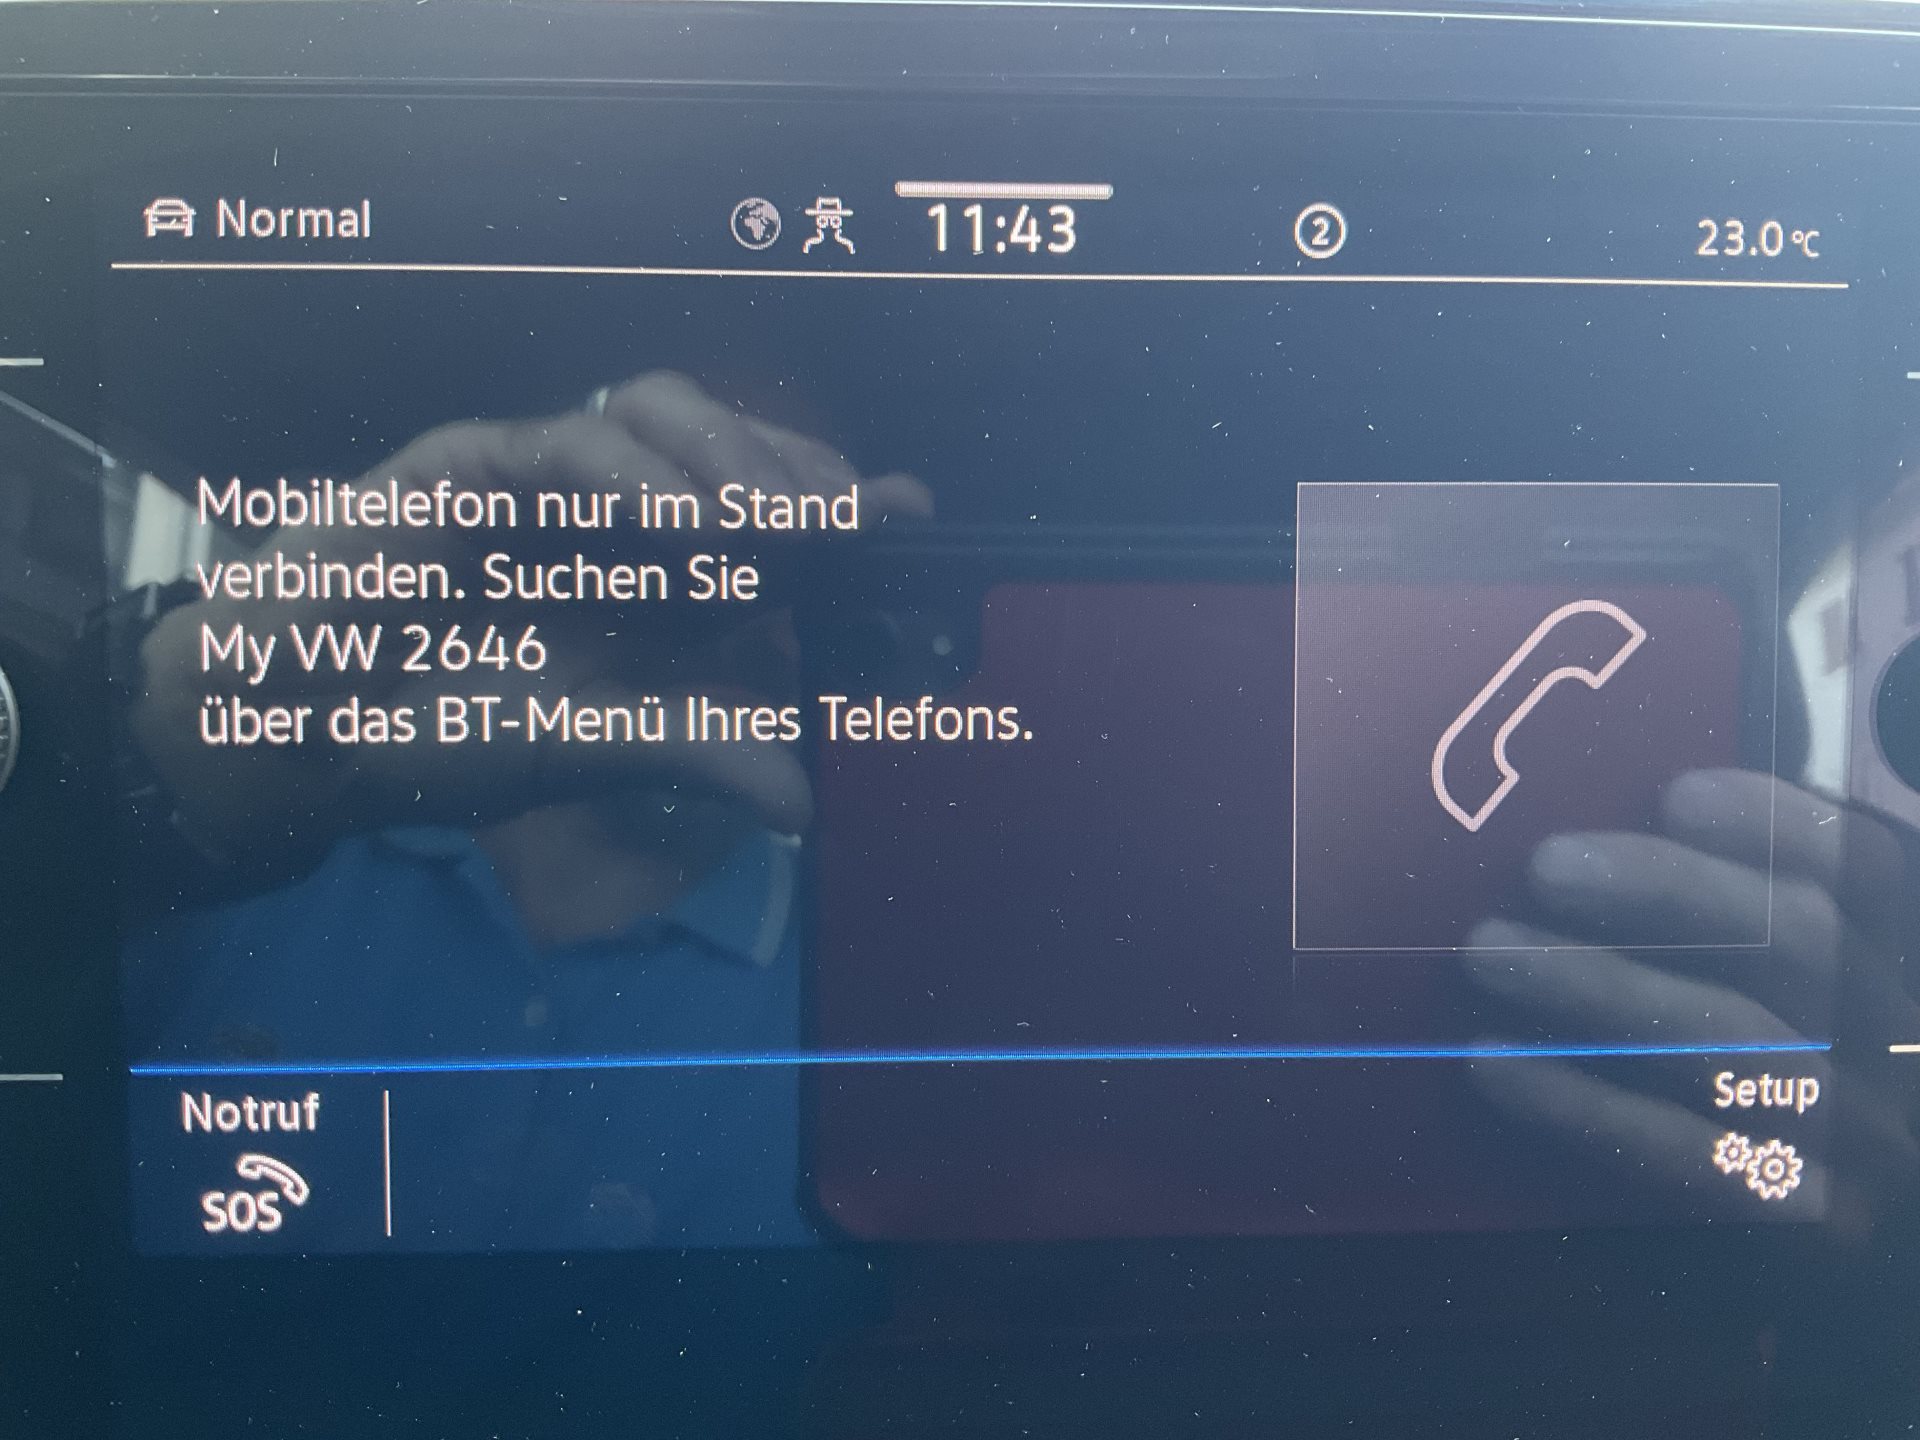 Normal
11:43
2
23.0 °C
Mobiltelefon nur im Stand
verbinden. Suchen Sie
My VW 2646
über das BT-Menü Ihres Telefons.
Notruf
SOS
Setup